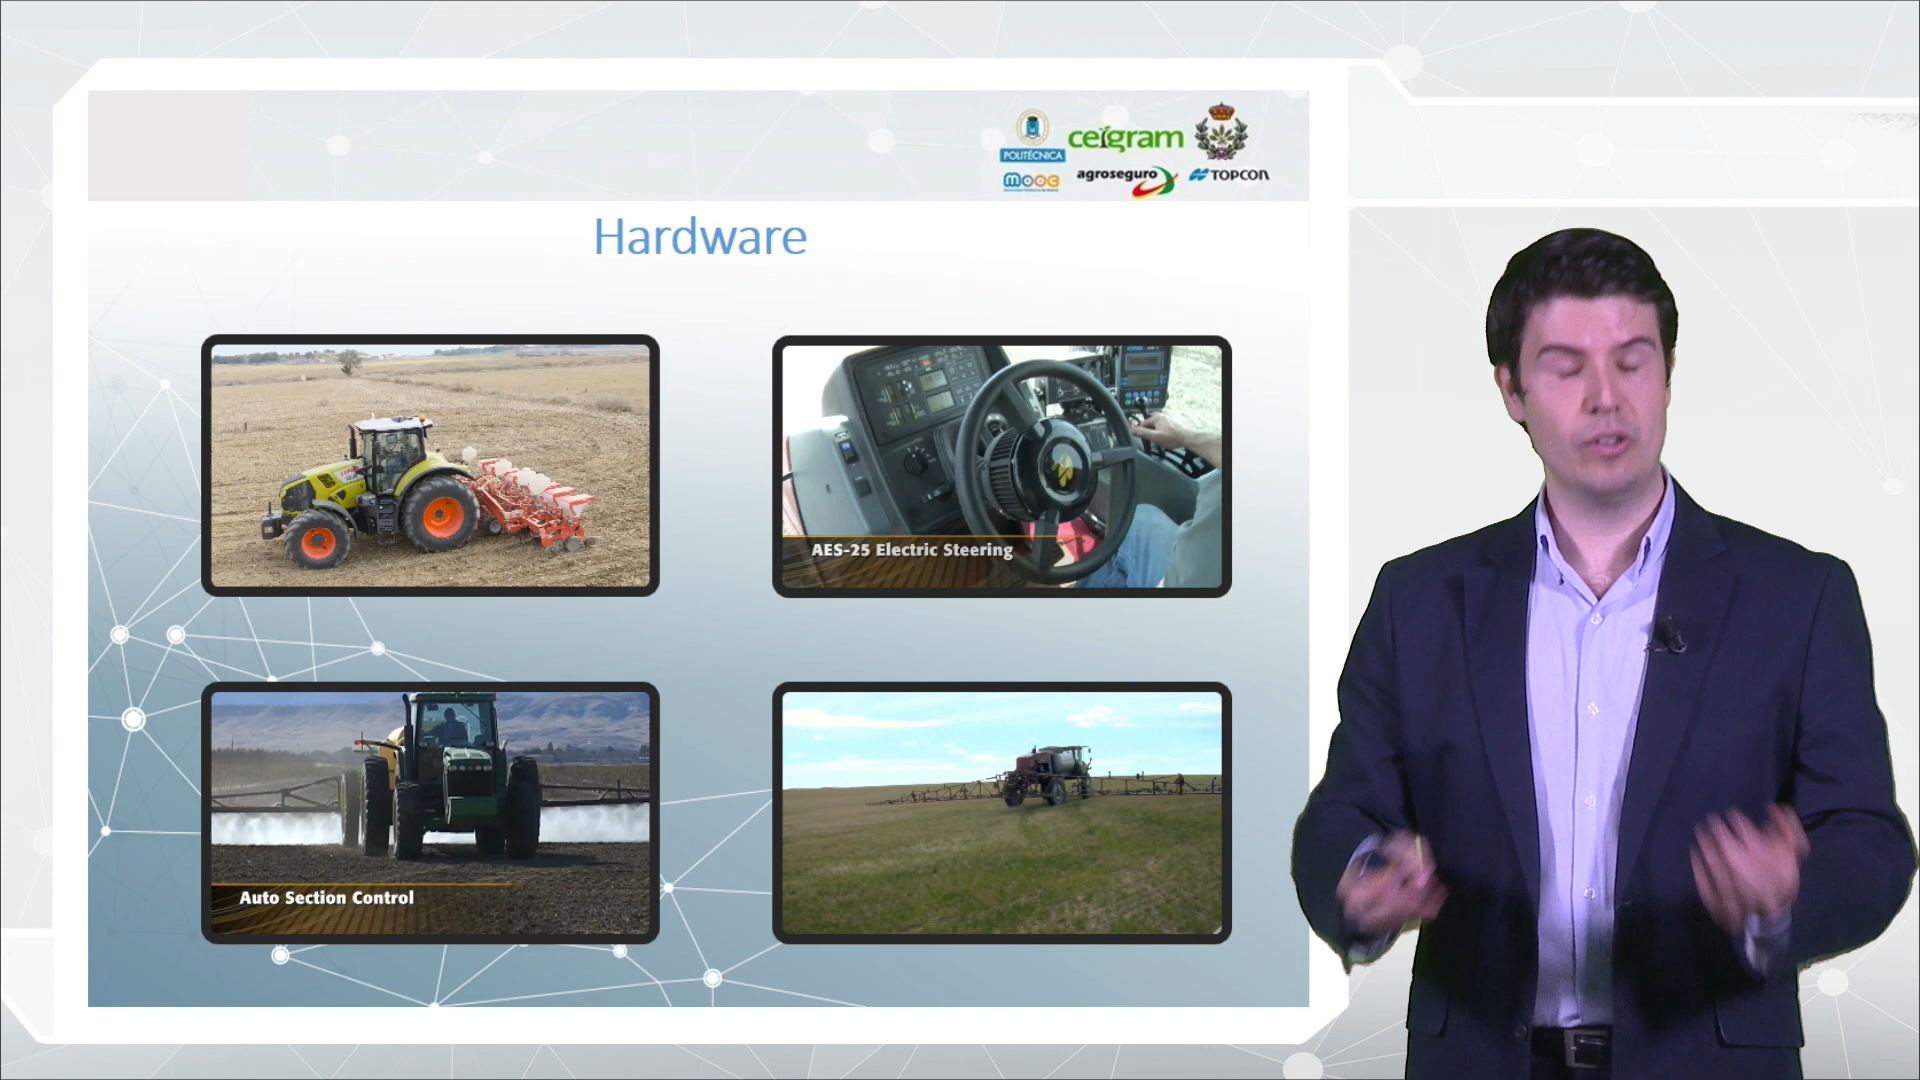 POLITÉCNICA
ceigram
mooc
agroseguro
TOPCON
Hardware
AES-25 Electric Steering
Auto Section Control